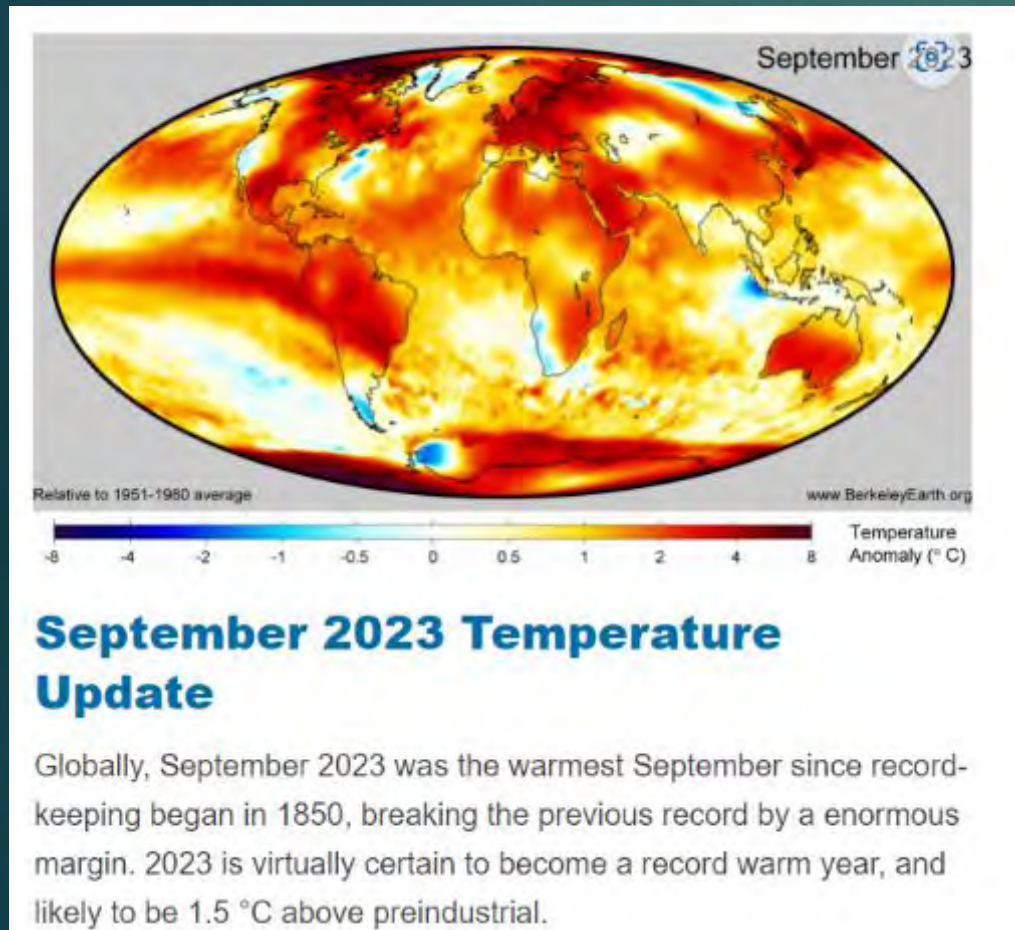 September 2023
Relative to 1951-1980 average
www.BerkeleyEarth.org
-8 -4 -2 -1 -0.5 0 0.5 1 2 4 8
Temperature
Anomaly (° C)
September 2023 Temperature
Update
Globally, September 2023 was the warmest September since record-
keeping began in 1850, breaking the previous record by a enormous
margin. 2023 is virtually certain to become a record warm year, and
likely to be 1.5 °C above preindustrial.